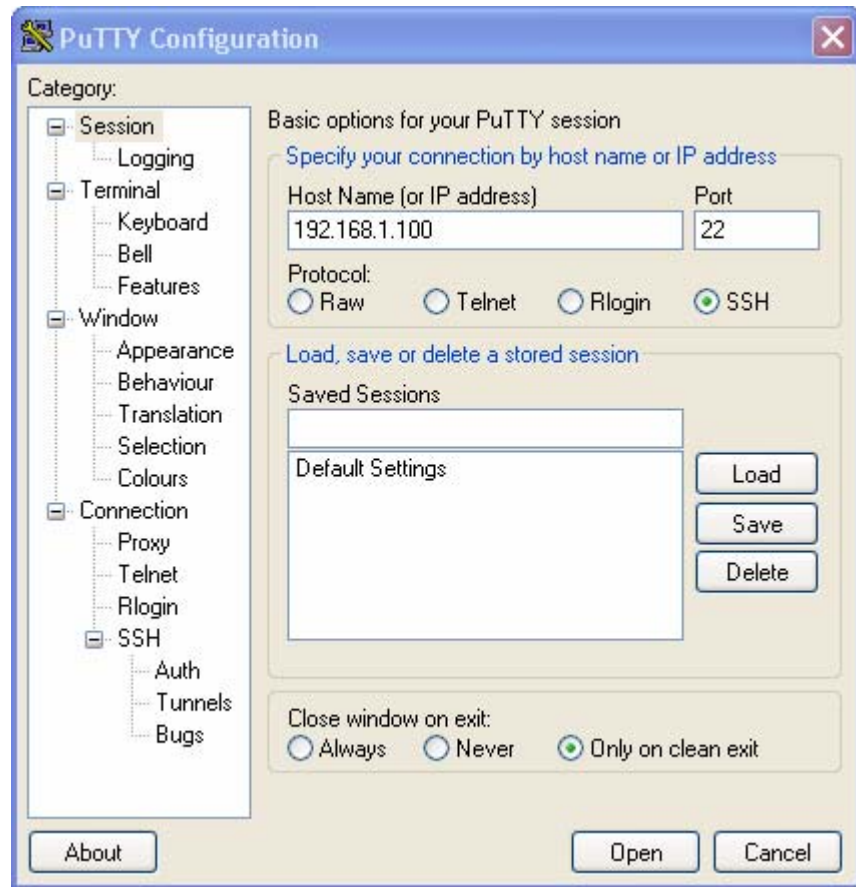 PuTTY Configuration
Category:
Session
Logging
Terminal
Keyboard
Bell
Features
Window
Appearance
Behaviour
Translation
Selection
Colours
Connection
Proxy
Telnet
Rlogin
SSH
Auth
Tunnels
Bugs
Basic options for your PuTTY session
Specify your connection by host name or IP address
Host Name (or IP address) Port
192.168.1.100 22
Protocol:
Raw Telnet Rlogin SSH
Load, save or delete a stored session
Saved Sessions
Default Settings
Load
Save
Delete
Close window on exit:
Always Never Only on clean exit
About Open Cancel